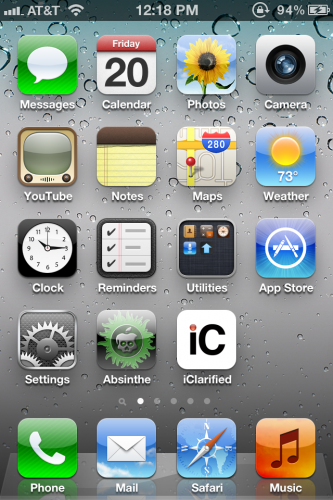 AT&T 12:18 PM 94%
Friday
20
Messages Calendar Photos Camera
280
73°
YouTube Notes Maps Weather
Clock Reminders Utilities App Store
iC
Settings Absinthe iClarified
Phone Mail Safari Music